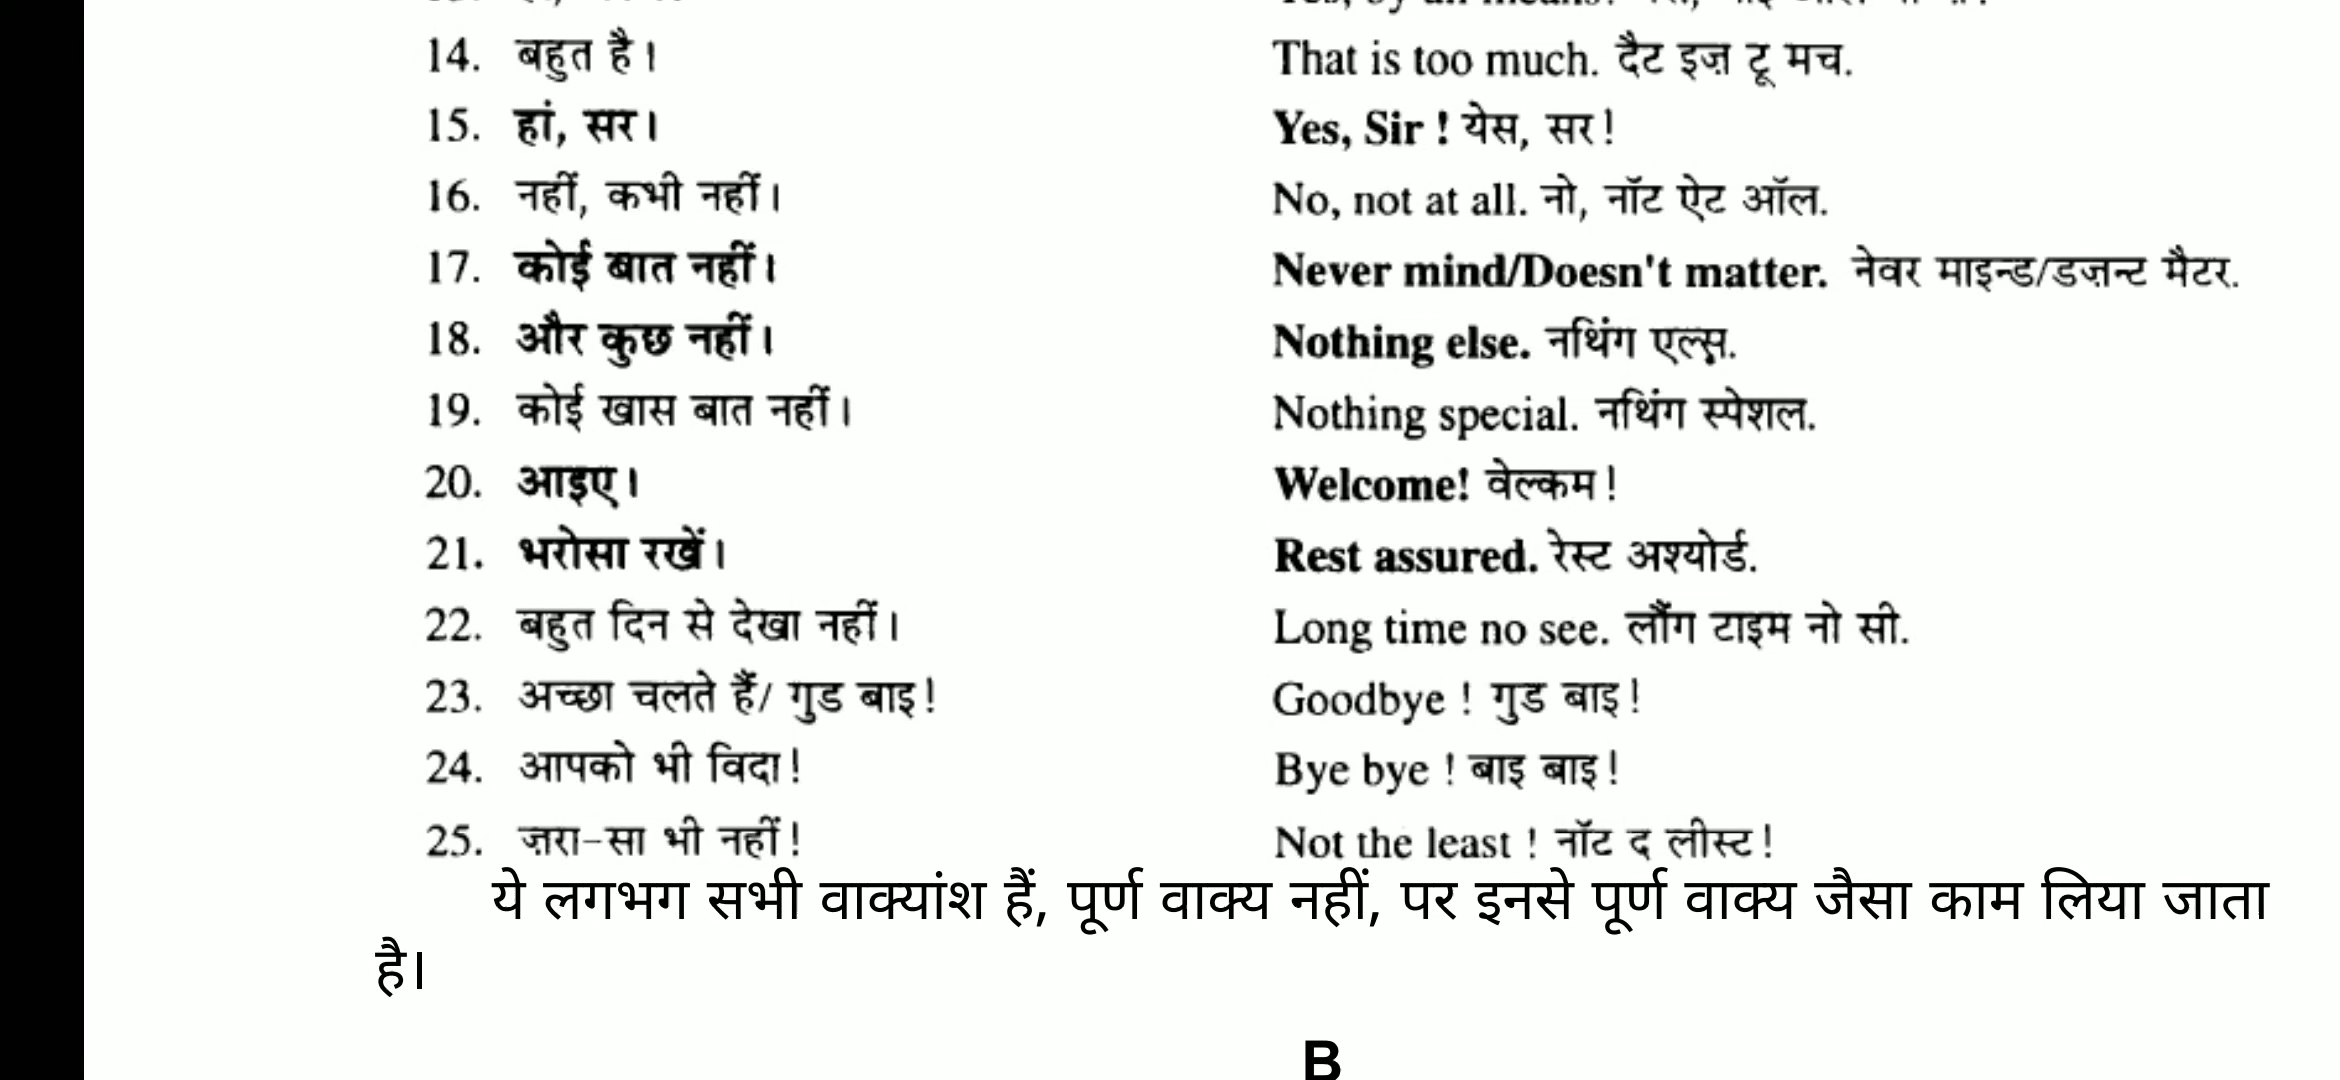 14. बहुत है। That is too much. दैट इज़ टू मच.
15. हां, सर। Yes, Sir ! येस, सर!
16. नहीं, कभी नहीं। No, not at all. नो, नॉट ऐट ऑल.
17. कोई बात नहीं। Never mind/Doesn't matter. नेवर माइन्ड/डज़न्ट मैटर.
18. और कुछ नहीं। Nothing else. नथिंग एल्स.
19. कोई खास बात नहीं। Nothing special. नथिंग स्पेशल.
20. आइए। Welcome! वेल्कम!
21. भरोसा रखें। Rest assured. रेस्ट अश्योर्ड.
22. बहुत दिन से देखा नहीं। Long time no see. लौंग टाइम नो सी.
23. अच्छा चलते हैं/ गुड बाइ! Goodbye ! गुड बाइ!
24. आपको भी विदा! Bye bye ! बाइ बाइ!
25. ज़रा-सा भी नहीं! Not the least ! नॉट द लीस्ट!
ये लगभग सभी वाक्यांश हैं, पूर्ण वाक्य नहीं, पर इनसे पूर्ण वाक्य जैसा काम लिया जाता
है।
B